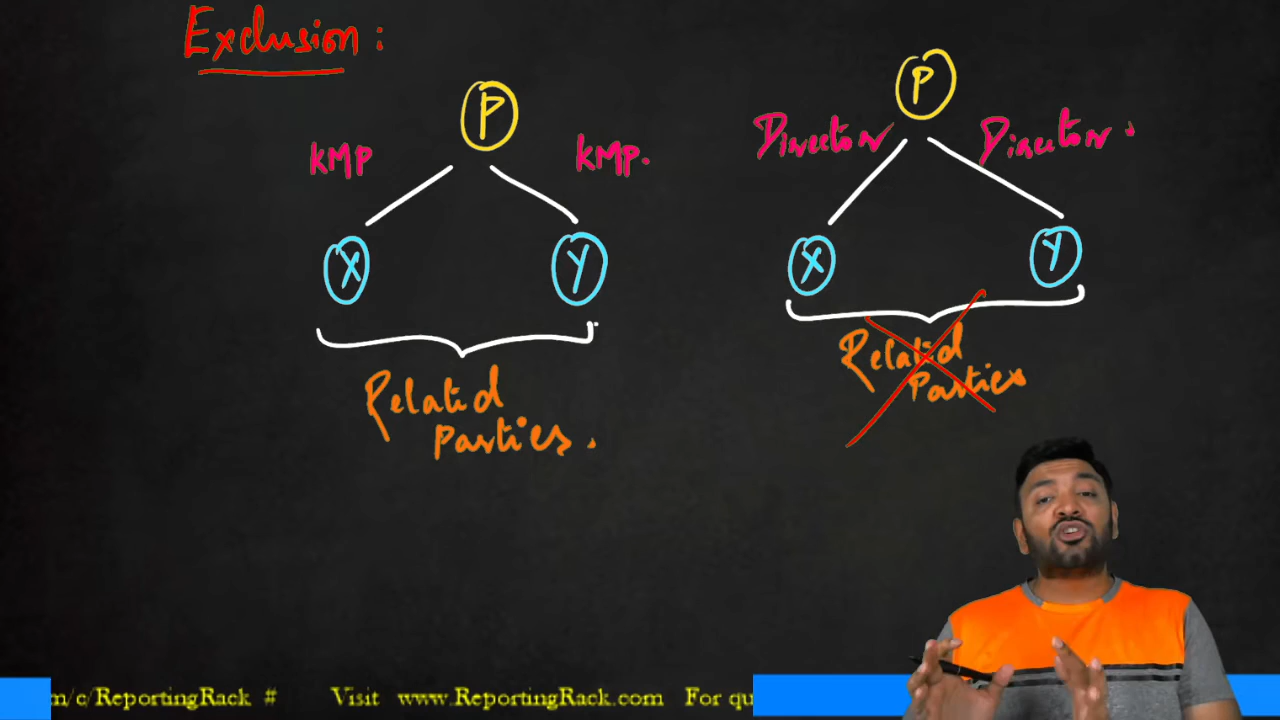 Exclusion:
P
KMP
KMP.
X
Y
Related
Parties.
P
Director
Director.
X
Y
Related
Parties
m/c/ReportingRack # Visit www.ReportingRack.com For qu